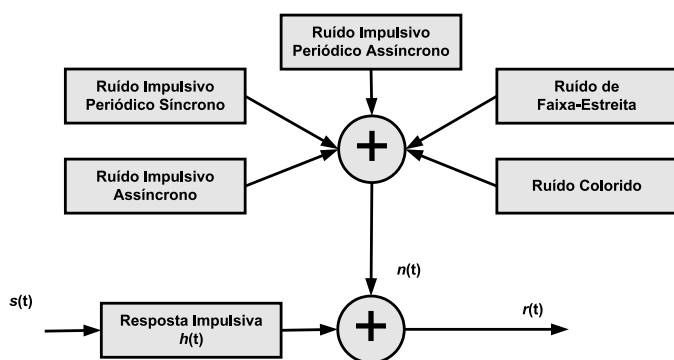 Ruído Impulsivo
Periódico Assíncrono
Ruído Impulsivo
Periódico Síncrono
Ruído de
Faixa-Estreita
+
Ruído Impulsivo
Assíncrono
Ruído Colorido
n(t)
s(t)
r(t)
Resposta Impulsiva
h(t)
+